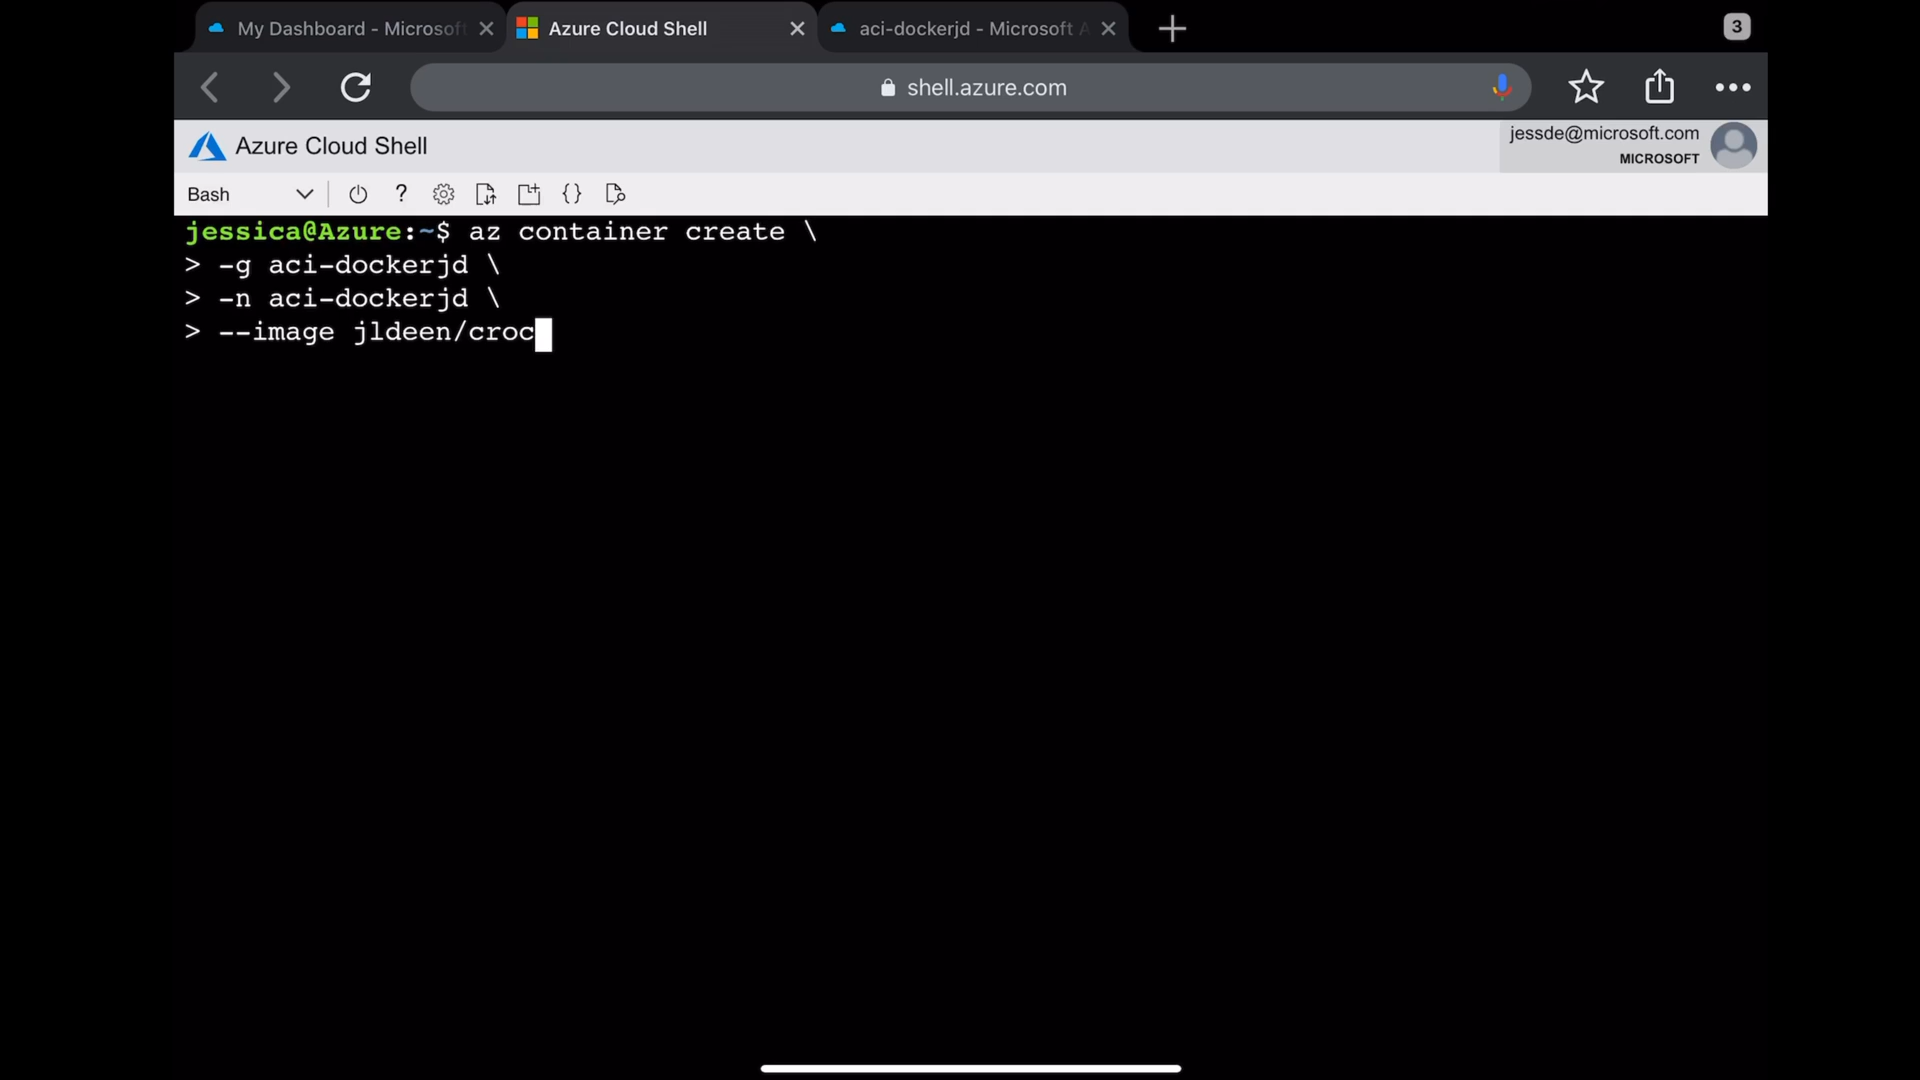 My Dashboard - Microsof
Azure Cloud Shell
aci-dockerjd - Microsoft A
3
shell.azure.com
Azure Cloud Shell
jessde@microsoft.com
MICROSOFT
Bash
?
{}
jessica@Azure:~$ az container create \
> -g aci-dockerjd \
> -n aci-dockerjd \
> --image jldeen/croc